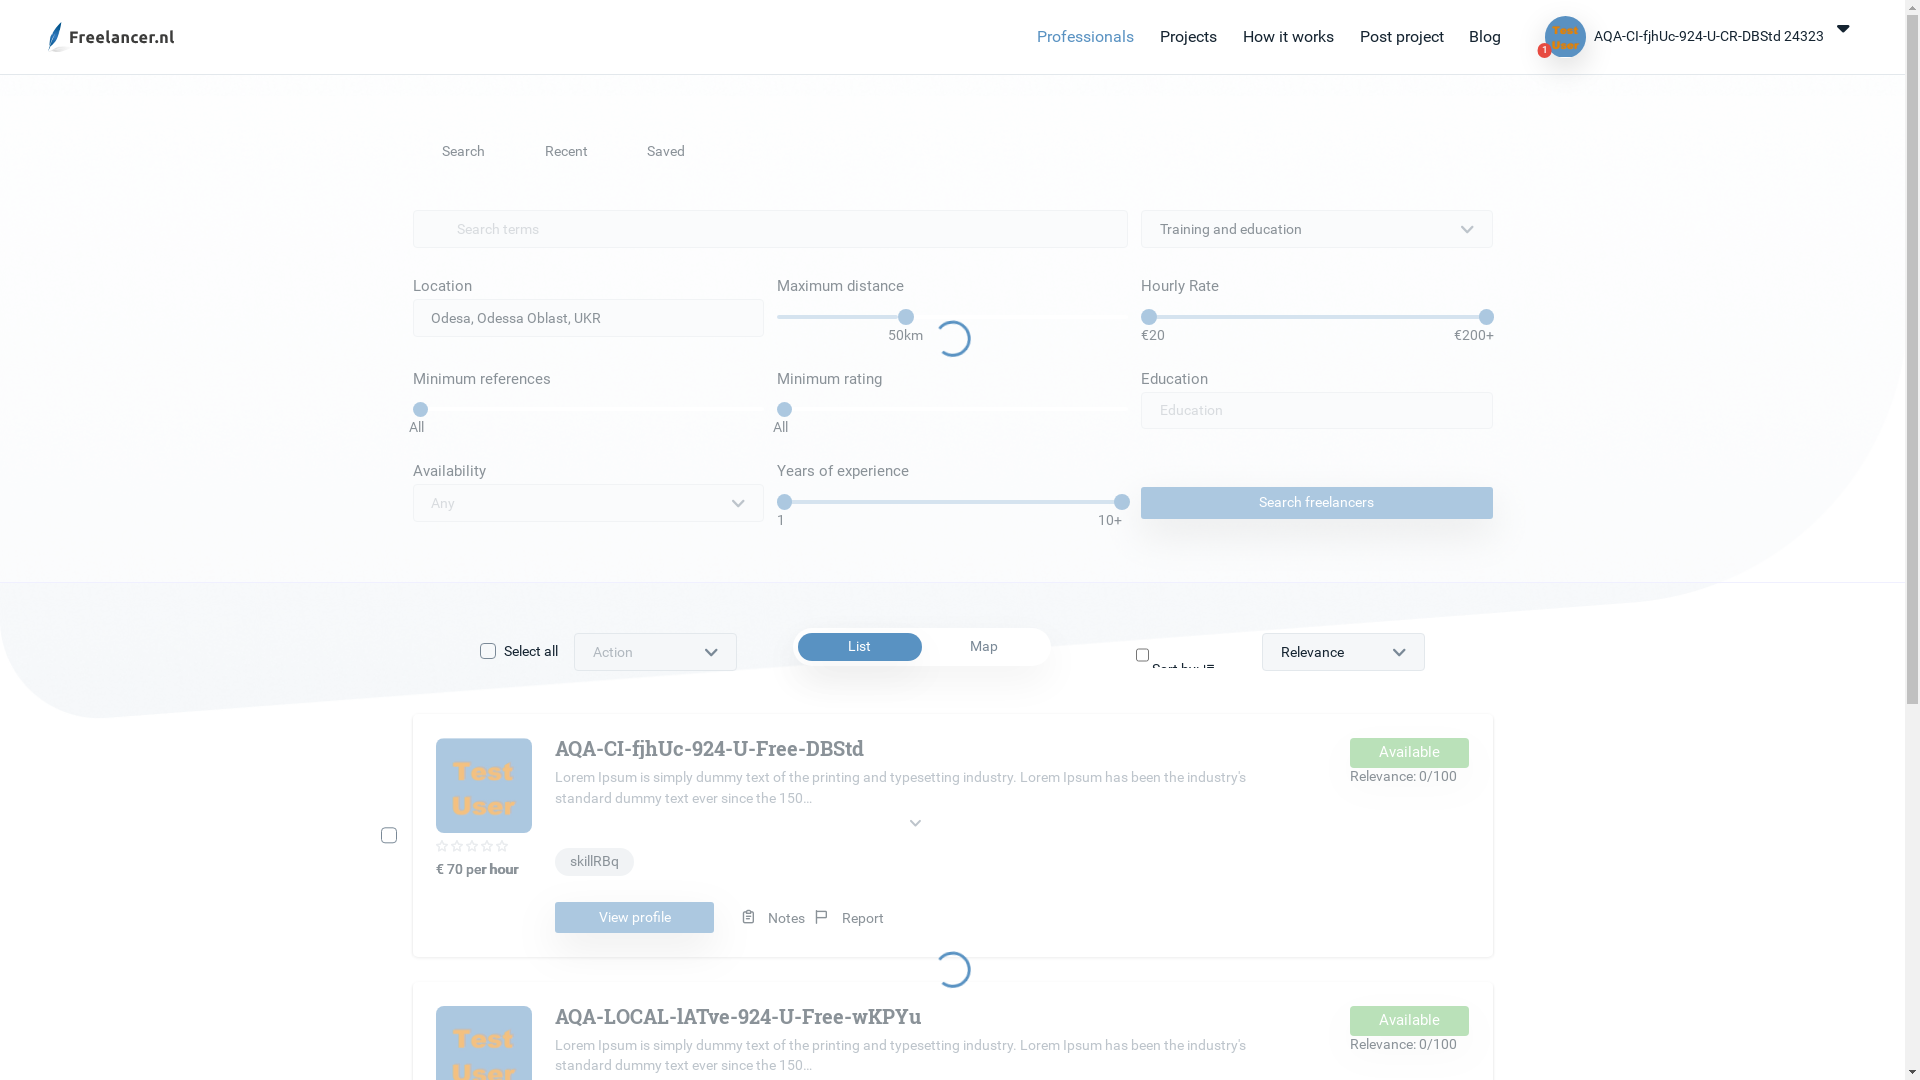 Freelancer.nl
Professionals
Projects
How it works
Post project
Blog
Test
User
1
AQA-CI-fjhUc-924-U-CR-DBStd 24323
Search
Recent
Saved
Search terms
Training and education
Location
Maximum distance
Hourly Rate
Odesa, Odessa Oblast, UKR
50km
€20
€200+
Minimum references
Minimum rating
Education
All
All
Education
Availability
Years of experience
Any
1
10+
Search freelancers
Select all
Action
List
Map
Sort by:
Relevance
Test
User
AQA-CI-fjhUc-924-U-Free-DBStd
Available
Lorem Ipsum is simply dummy text of the printing and typesetting industry. Lorem Ipsum has been the industry's
standard dummy text ever since the 150...
Relevance: 0/100
skillRBq
€ 70 per hour
View profile
Notes
Report
Test
User
AQA-LOCAL-lATve-924-U-Free-wKPYu
Available
Lorem Ipsum is simply dummy text of the printing and typesetting industry. Lorem Ipsum has been the industry's
standard dummy text ever since the 150...
Relevance: 0/100